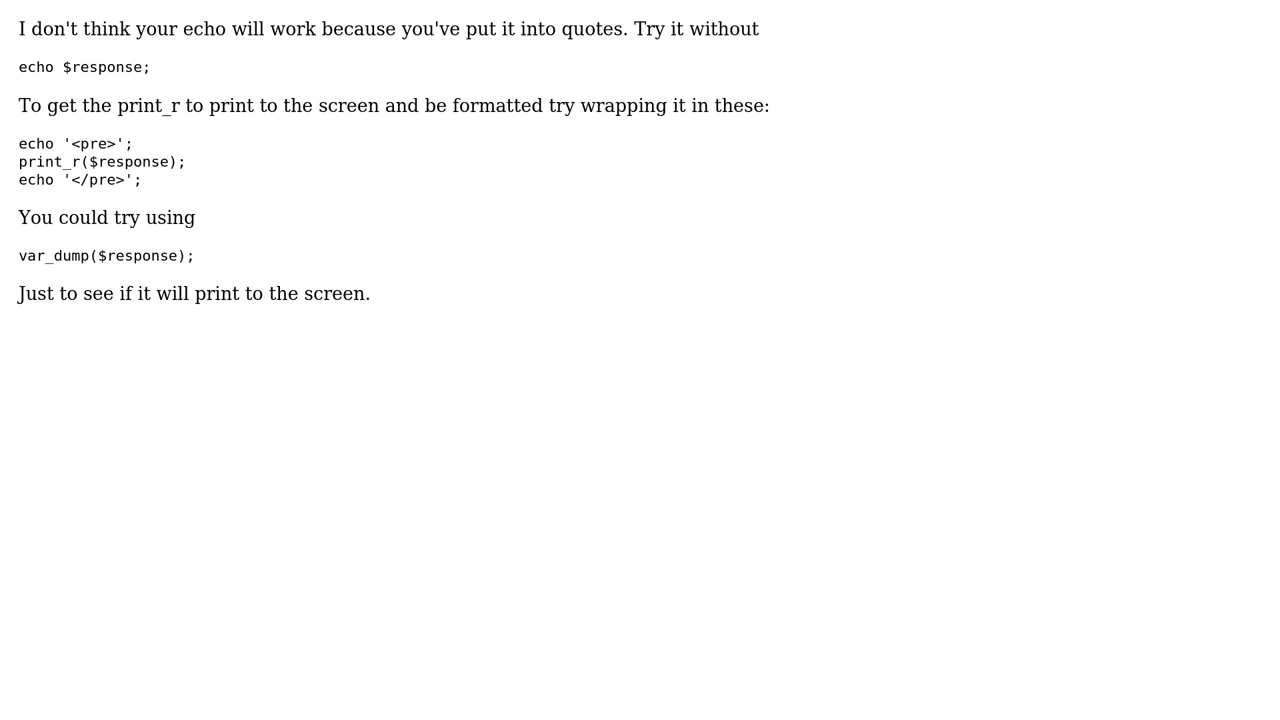 I don't think your echo will work because you've put it into quotes. Try it without
echo $response;
To get the print_r to print to the screen and be formatted try wrapping it in these:
echo '<pre>';
print_r($response);
echo '</pre>';
You could try using
var_dump($response);
Just to see if it will print to the screen.